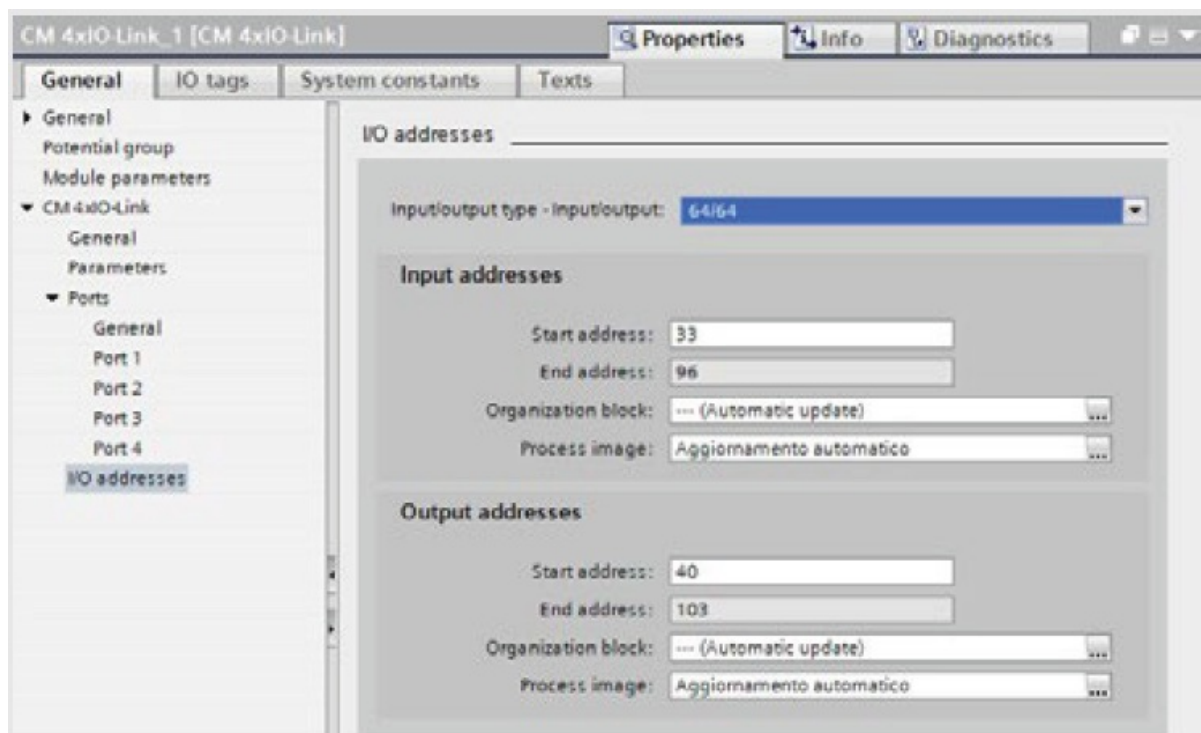 CM 4xIO-Link_1 [CM 4xIO-Link]
Properties
Info
Diagnostics
General
IO tags
System constants
Texts
General
Potential group
Module parameters
CM 4xIO-Link
General
Parameters
Ports
General
Port 1
Port 2
Port 3
Port 4
I/O addresses
I/O addresses
Input/output type - Input/output: 64/64
Input addresses
Start address: 33
End address: 96
Organization block: --- (Automatic update) ...
Process image: Aggiornamento automatico ...
Output addresses
Start address: 40
End address: 103
Organization block: --- (Automatic update) ...
Process image: Aggiornamento automatico ...